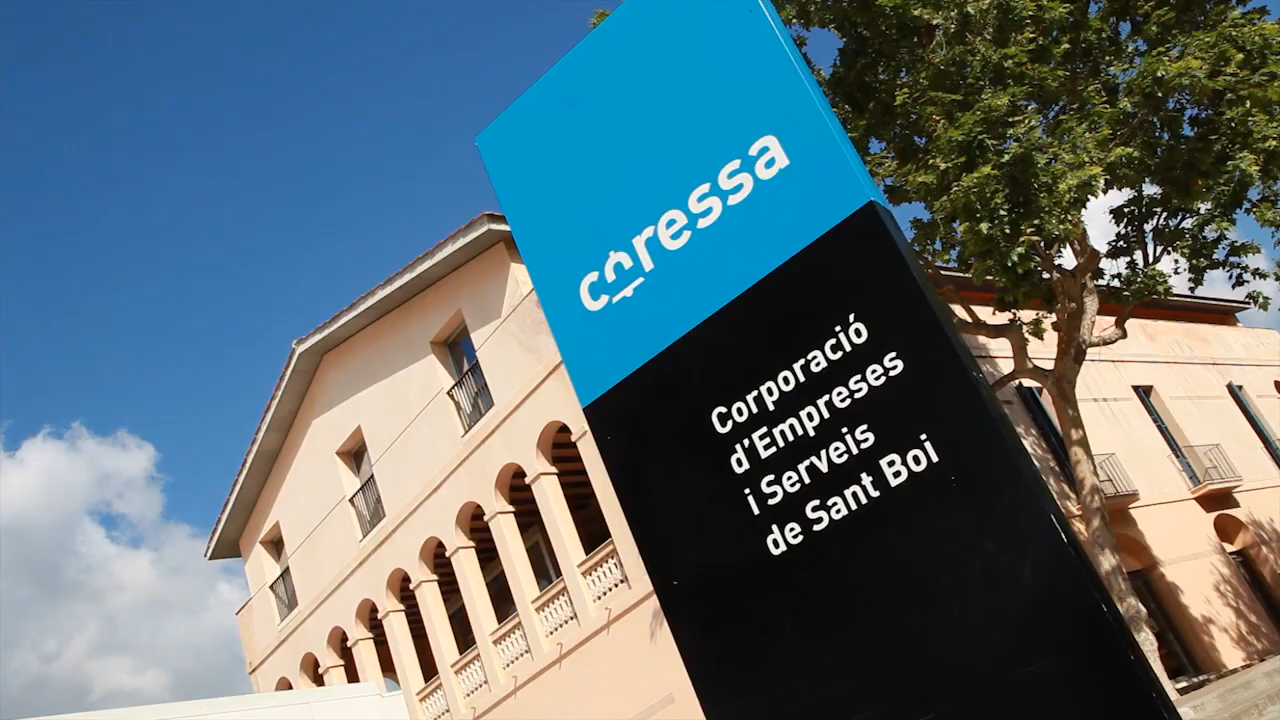 coressa
Corporació
d'Empreses
i Serveis
de Sant Boi